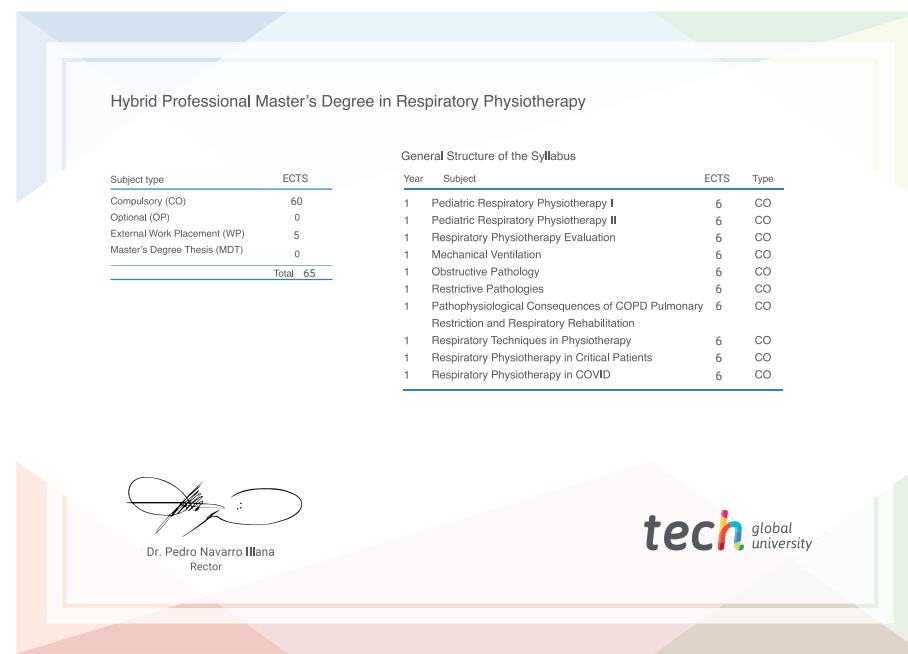 Hybrid Professional Master's Degree in Respiratory Physiotherapy
General Structure of the Syllabus
Subject type ECTS
Compulsory (CO) 60
Optional (OP) 0
External Work Placement (WP) 5
Master's Degree Thesis (MDT) 0
Total 65
Year Subject ECTS Type
1 Pediatric Respiratory Physiotherapy I 6 CO
1 Pediatric Respiratory Physiotherapy II 6 CO
1 Respiratory Physiotherapy Evaluation 6 CO
1 Mechanical Ventilation 6 CO
1 Obstructive Pathology 6 CO
1 Restrictive Pathologies 6 CO
1 Pathophysiological Consequences of COPD Pulmonary 6 CO
Restriction and Respiratory Rehabilitation
1 Respiratory Techniques in Physiotherapy 6 CO
1 Respiratory Physiotherapy in Critical Patients 6 CO
1 Respiratory Physiotherapy in COVID 6 CO
Dr. Pedro Navarro Illana
Rector
tech global
university